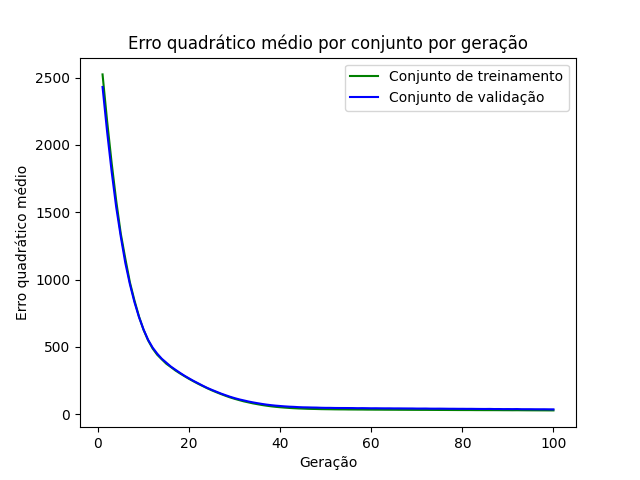 Erro quadrático médio por conjunto por geração
Conjunto de treinamento
Conjunto de validação
Erro quadrático médio
2500
2000
1500
1000
500
0
0 20 40 60 80 100
Geração